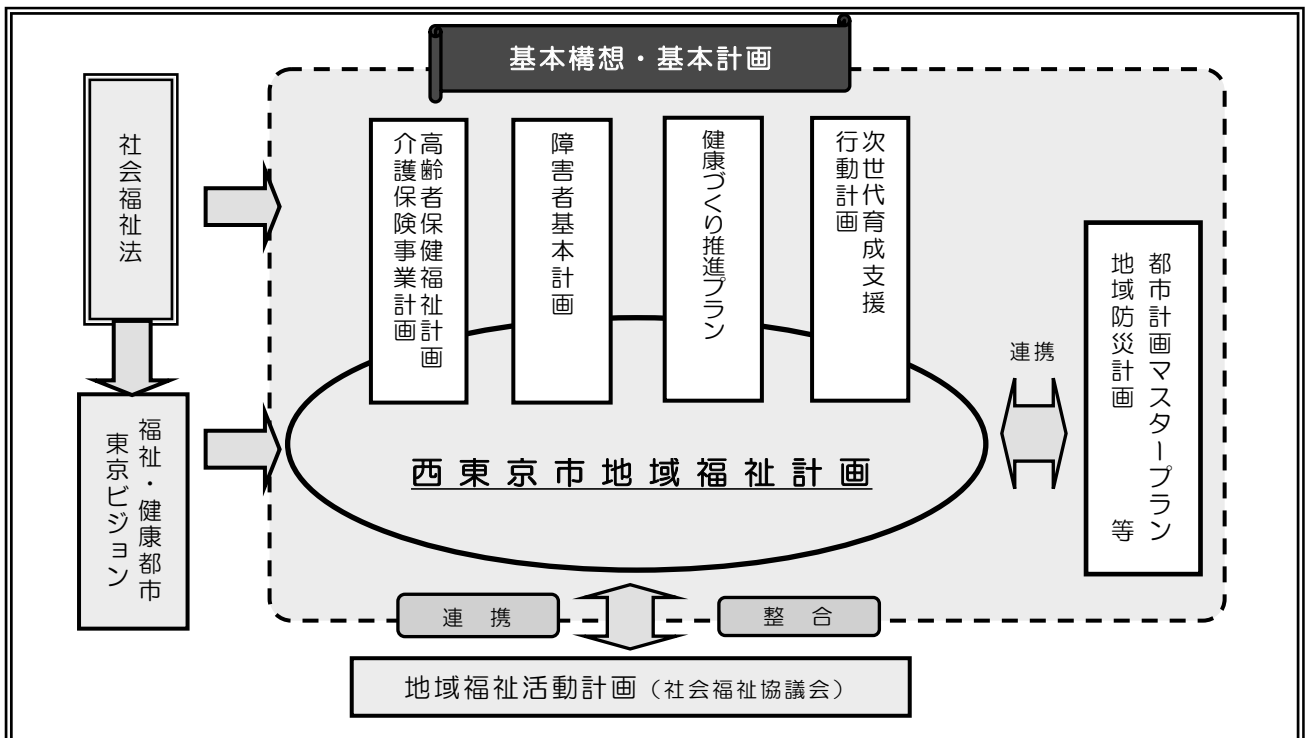 基本構想・基本計画
社会福祉法
福祉・健康都市
東京ビジョン
高齢者保健福祉計画
介護保険事業計画
障害者基本計画
健康づくり推進プラン
次世代育成支援
行動計画
西東京市地域福祉計画
連携
都市計画マスタープラン
地域防災計画 等
連携
整合
地域福祉活動計画（社会福祉協議会）